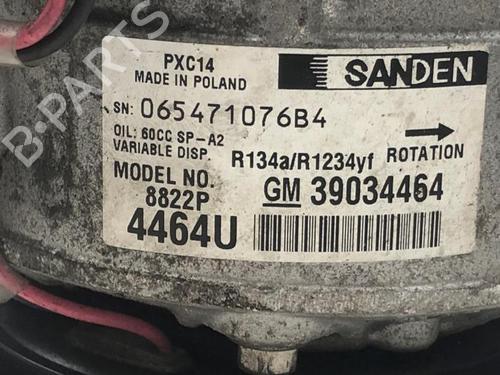 PXC14
MADE IN POLAND
SANDEN
SN: 065471076B4
OIL: 60CC SP-A2
VARIABLE DISP.
R134a/R1234yf
ROTATION
MODEL NO.
8822P
GM 39034464
4464U
B-PARTS